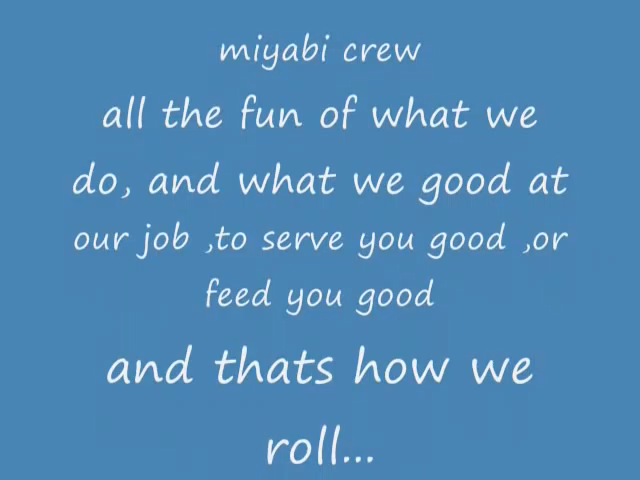 miyabi crew
all the fun of what we
do, and what we good at
our job ,to serve you good ,or
feed you good
and thats how we
roll...